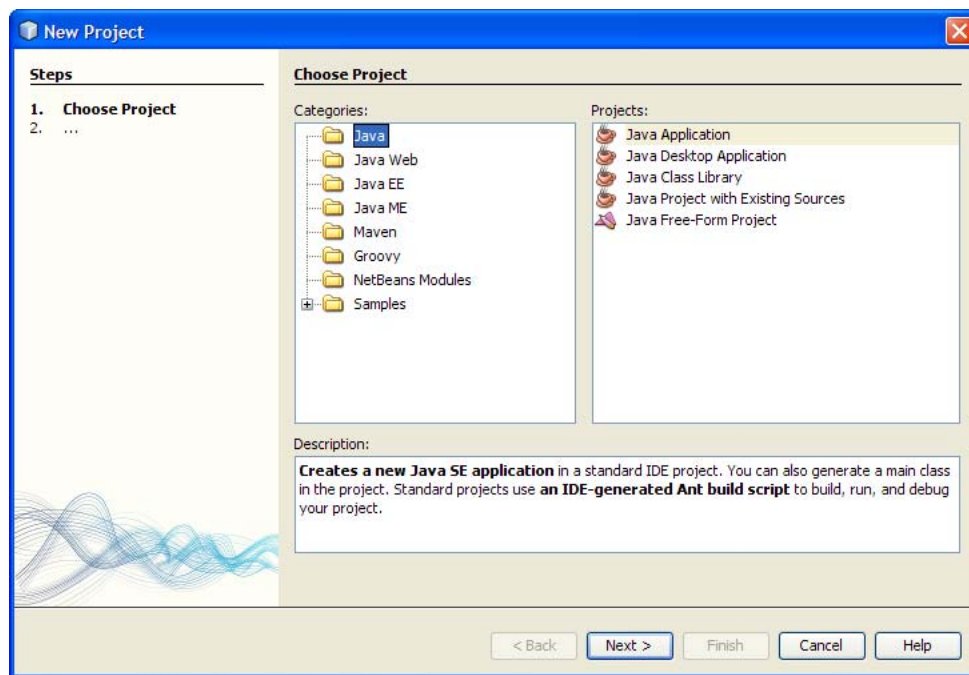 New Project
Steps
1. Choose Project
2. ...
Choose Project
Categories:
Java
Java Web
Java EE
Java ME
Maven
Groovy
NetBeans Modules
Samples
Projects:
Java Application
Java Desktop Application
Java Class Library
Java Project with Existing Sources
Java Free-Form Project
Description:
Creates a new Java SE application in a standard IDE project. You can also generate a main class
in the project. Standard projects use an IDE-generated Ant build script to build, run, and debug
your project.
< Back
Next >
Finish
Cancel
Help